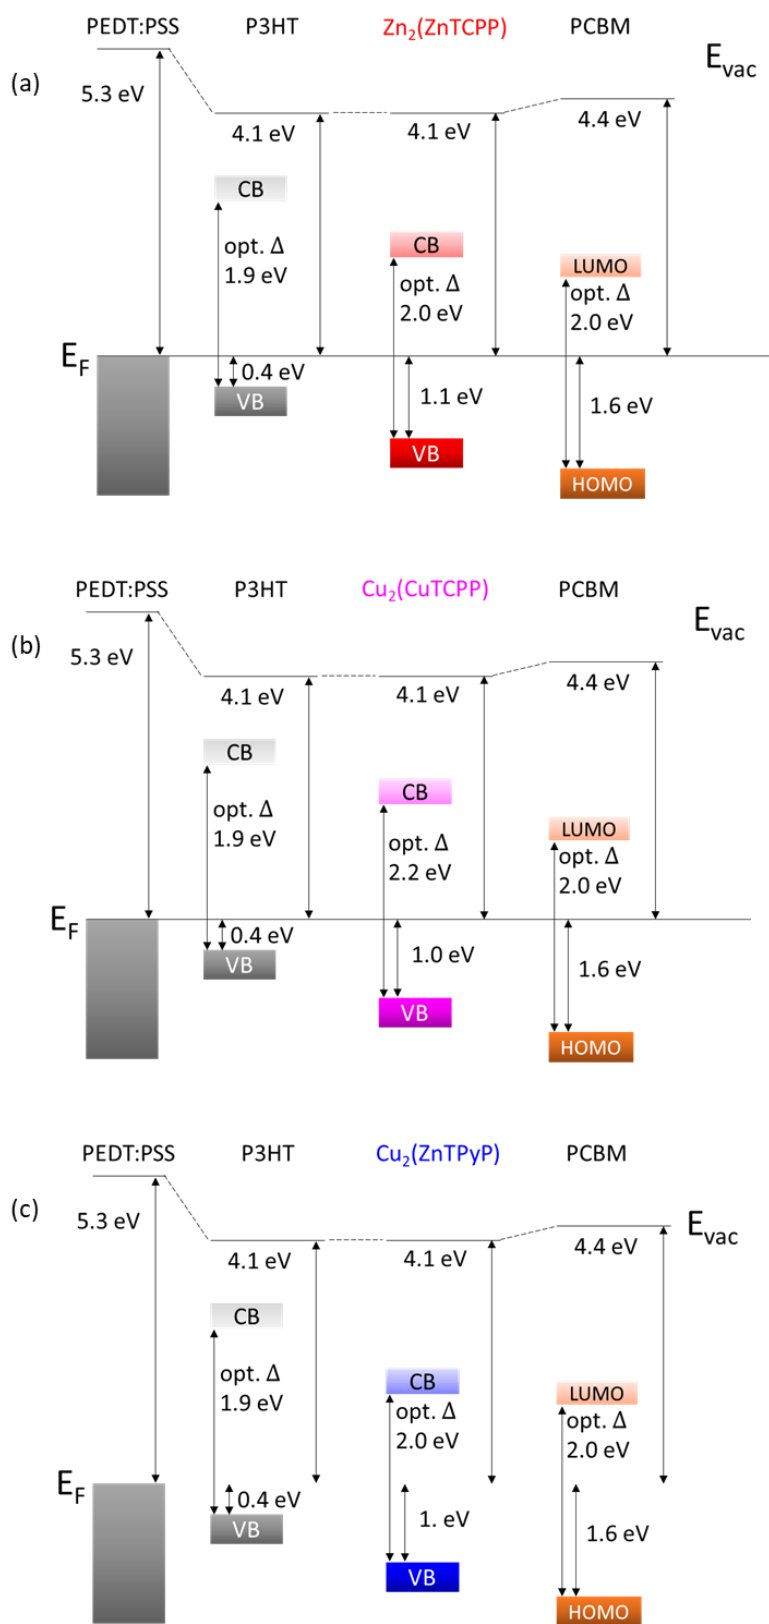 PEDT:PSS P3HT Zn₂(ZnTCPP) PCBM
(a)
E_vac
5.3 eV
4.1 eV 4.1 eV 4.4 eV
CB
CB
LUMO
opt. Δ
1.9 eV
opt. Δ
2.0 eV
opt. Δ
2.0 eV
E_F
0.4 eV
1.1 eV
1.6 eV
VB
VB
HOMO
PEDT:PSS P3HT Cu₂(CuTCPP) PCBM
(b)
E_vac
5.3 eV
4.1 eV 4.1 eV 4.4 eV
CB
CB
LUMO
opt. Δ
1.9 eV
opt. Δ
2.2 eV
opt. Δ
2.0 eV
E_F
0.4 eV
1.0 eV
1.6 eV
VB
VB
HOMO
PEDT:PSS P3HT Cu₂(ZnTPyP) PCBM
(c)
E_vac
5.3 eV
4.1 eV 4.1 eV 4.4 eV
CB
CB
LUMO
opt. Δ
1.9 eV
opt. Δ
2.0 eV
opt. Δ
2.0 eV
E_F
0.4 eV
1. eV
1.6 eV
VB
VB
HOMO